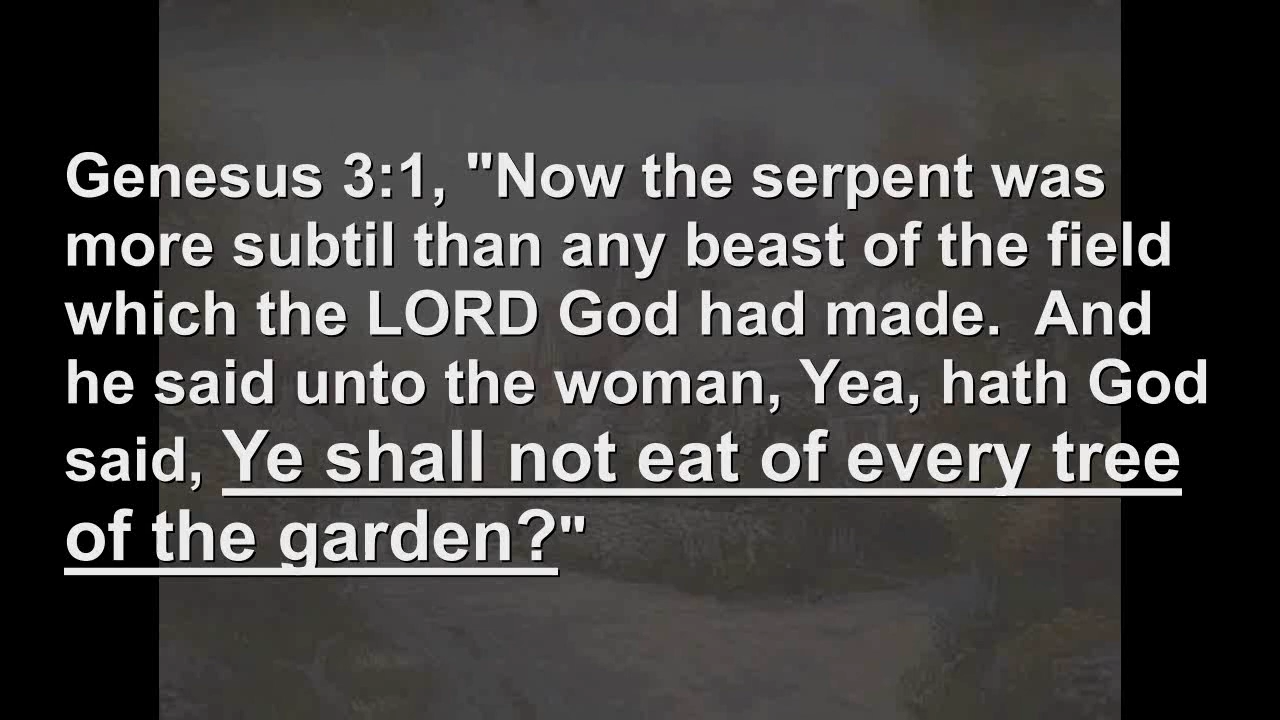 Genesus 3:1, "Now the serpent was
more subtil than any beast of the field
which the LORD God had made.  And
he said unto the woman, Yea, hath God
said, Ye shall not eat of every tree
of the garden?"